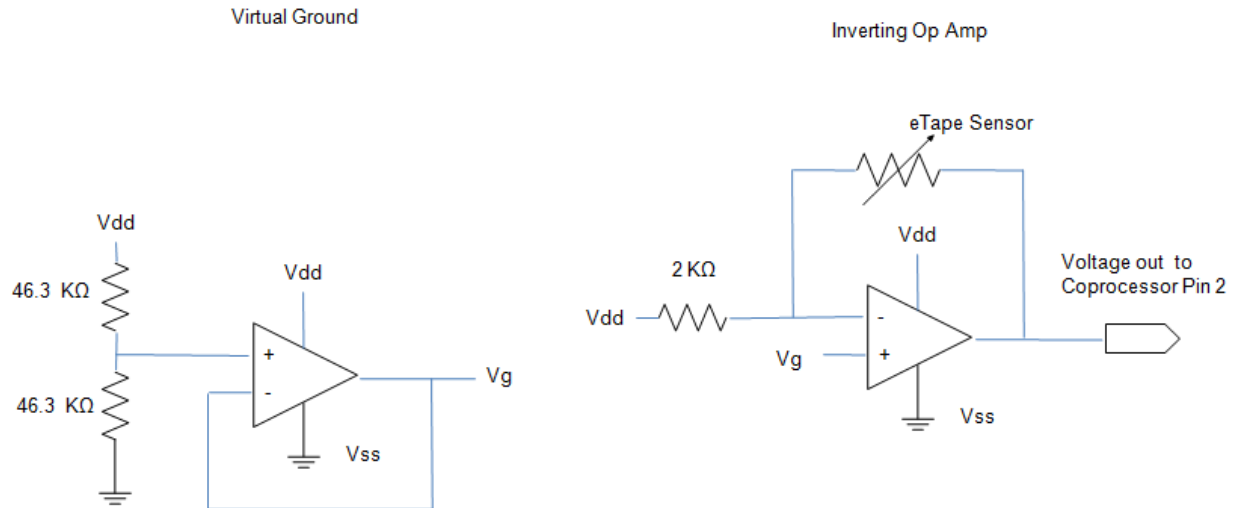 Virtual Ground
Vdd
46.3 KΩ
46.3 KΩ
Vdd
+
-
Vg
Vss
Inverting Op Amp
eTape Sensor
Vdd
2 KΩ
Vdd
-
Vg
+
Vss
Voltage out to
Coprocessor Pin 2